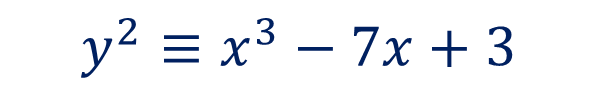 y² ≡ x³ − 7x + 3